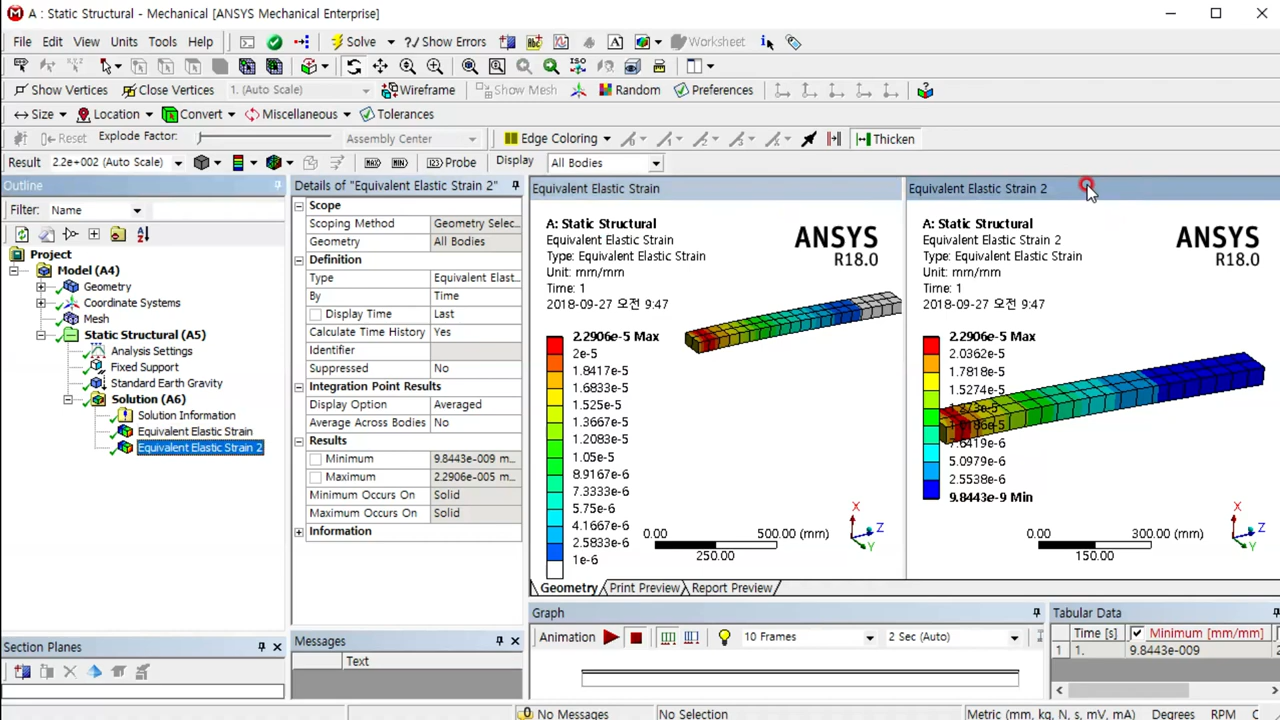 A : Static Structural - Mechanical [ANSYS Mechanical Enterprise]
File Edit View Units Tools Help Solve ?/ Show Errors Worksheet
Show Vertices Close Vertices 1. (Auto Scale) Wireframe Show Mesh Random Preferences
Size Location Convert Miscellaneous Tolerances
Reset Explode Factor: Assembly Center Edge Coloring Thicken
Result 2.2e+002 (Auto Scale) MAX MIN Probe Display All Bodies
Outline
Filter: Name
Project
Model (A4)
Geometry
Coordinate Systems
Mesh
Static Structural (A5)
Analysis Settings
Fixed Support
Standard Earth Gravity
Solution (A6)
Solution Information
Equivalent Elastic Strain
Equivalent Elastic Strain 2
Section Planes
Details of "Equivalent Elastic Strain 2"
Scope
Scoping Method Geometry Selec...
Geometry All Bodies
Definition
Type Equivalent Elast...
By Time
Display Time Last
Calculate Time History Yes
Identifier
Suppressed No
Integration Point Results
Display Option Averaged
Average Across Bodies No
Results
Minimum 9.8443e-009 m...
Maximum 2.2906e-005 m...
Minimum Occurs On Solid
Maximum Occurs On Solid
Information
Messages
Text
Equivalent Elastic Strain
A: Static Structural
Equivalent Elastic Strain
Type: Equivalent Elastic Strain
Unit: mm/mm
Time: 1
2018-09-27 오전 9:47
ANSYS
R18.0
2.2906e-5 Max
2e-5
1.8417e-5
1.6833e-5
1.525e-5
1.3667e-5
1.2083e-5
1.05e-5
8.9167e-6
7.3333e-6
5.75e-6
4.1667e-6
2.5833e-6
1e-6
0.00 500.00 (mm)
250.00
X
Z
Y
Equivalent Elastic Strain 2
A: Static Structural
Equivalent Elastic Strain 2
Type: Equivalent Elastic Strain
Unit: mm/mm
Time: 1
2018-09-27 오전 9:47
ANSYS
R18.0
2.2906e-5 Max
2.0362e-5
1.7818e-5
1.5274e-5
5.0979e-6
2.5538e-6
9.8443e-9 Min
0.00 300.00 (mm)
150.00
X
Z
Y
Geometry Print Preview Report Preview
Graph
Animation 10 Frames 2 Sec (Auto)
Tabular Data
Time [s] Minimum [mm/mm]
1 1. 9.8443e-009
No Messages No Selection Metric (mm, kg, N, s, mV, mA) Degrees RPM